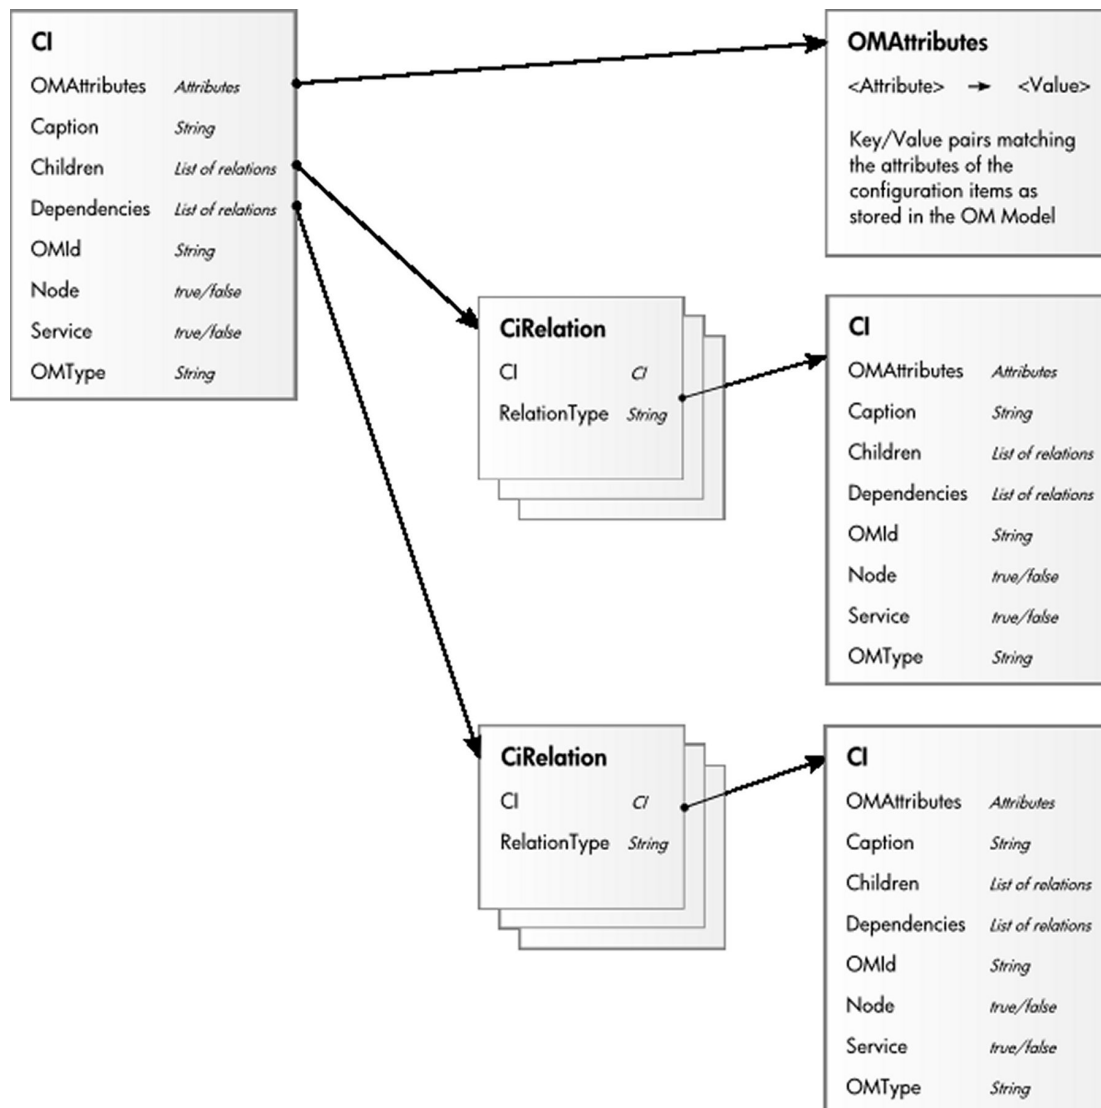 CI
OMAttributes Attributes
Caption String
Children List of relations
Dependencies List of relations
OMId String
Node true/false
Service true/false
OMType String
OMAttributes
<Attribute> → <Value>
Key/Value pairs matching
the attributes of the
configuration items as
stored in the OM Model
CiRelation
CI CI
RelationType String
CI
OMAttributes Attributes
Caption String
Children List of relations
Dependencies List of relations
OMId String
Node true/false
Service true/false
OMType String
CiRelation
CI CI
RelationType String
CI
OMAttributes Attributes
Caption String
Children List of relations
Dependencies List of relations
OMId String
Node true/false
Service true/false
OMType String